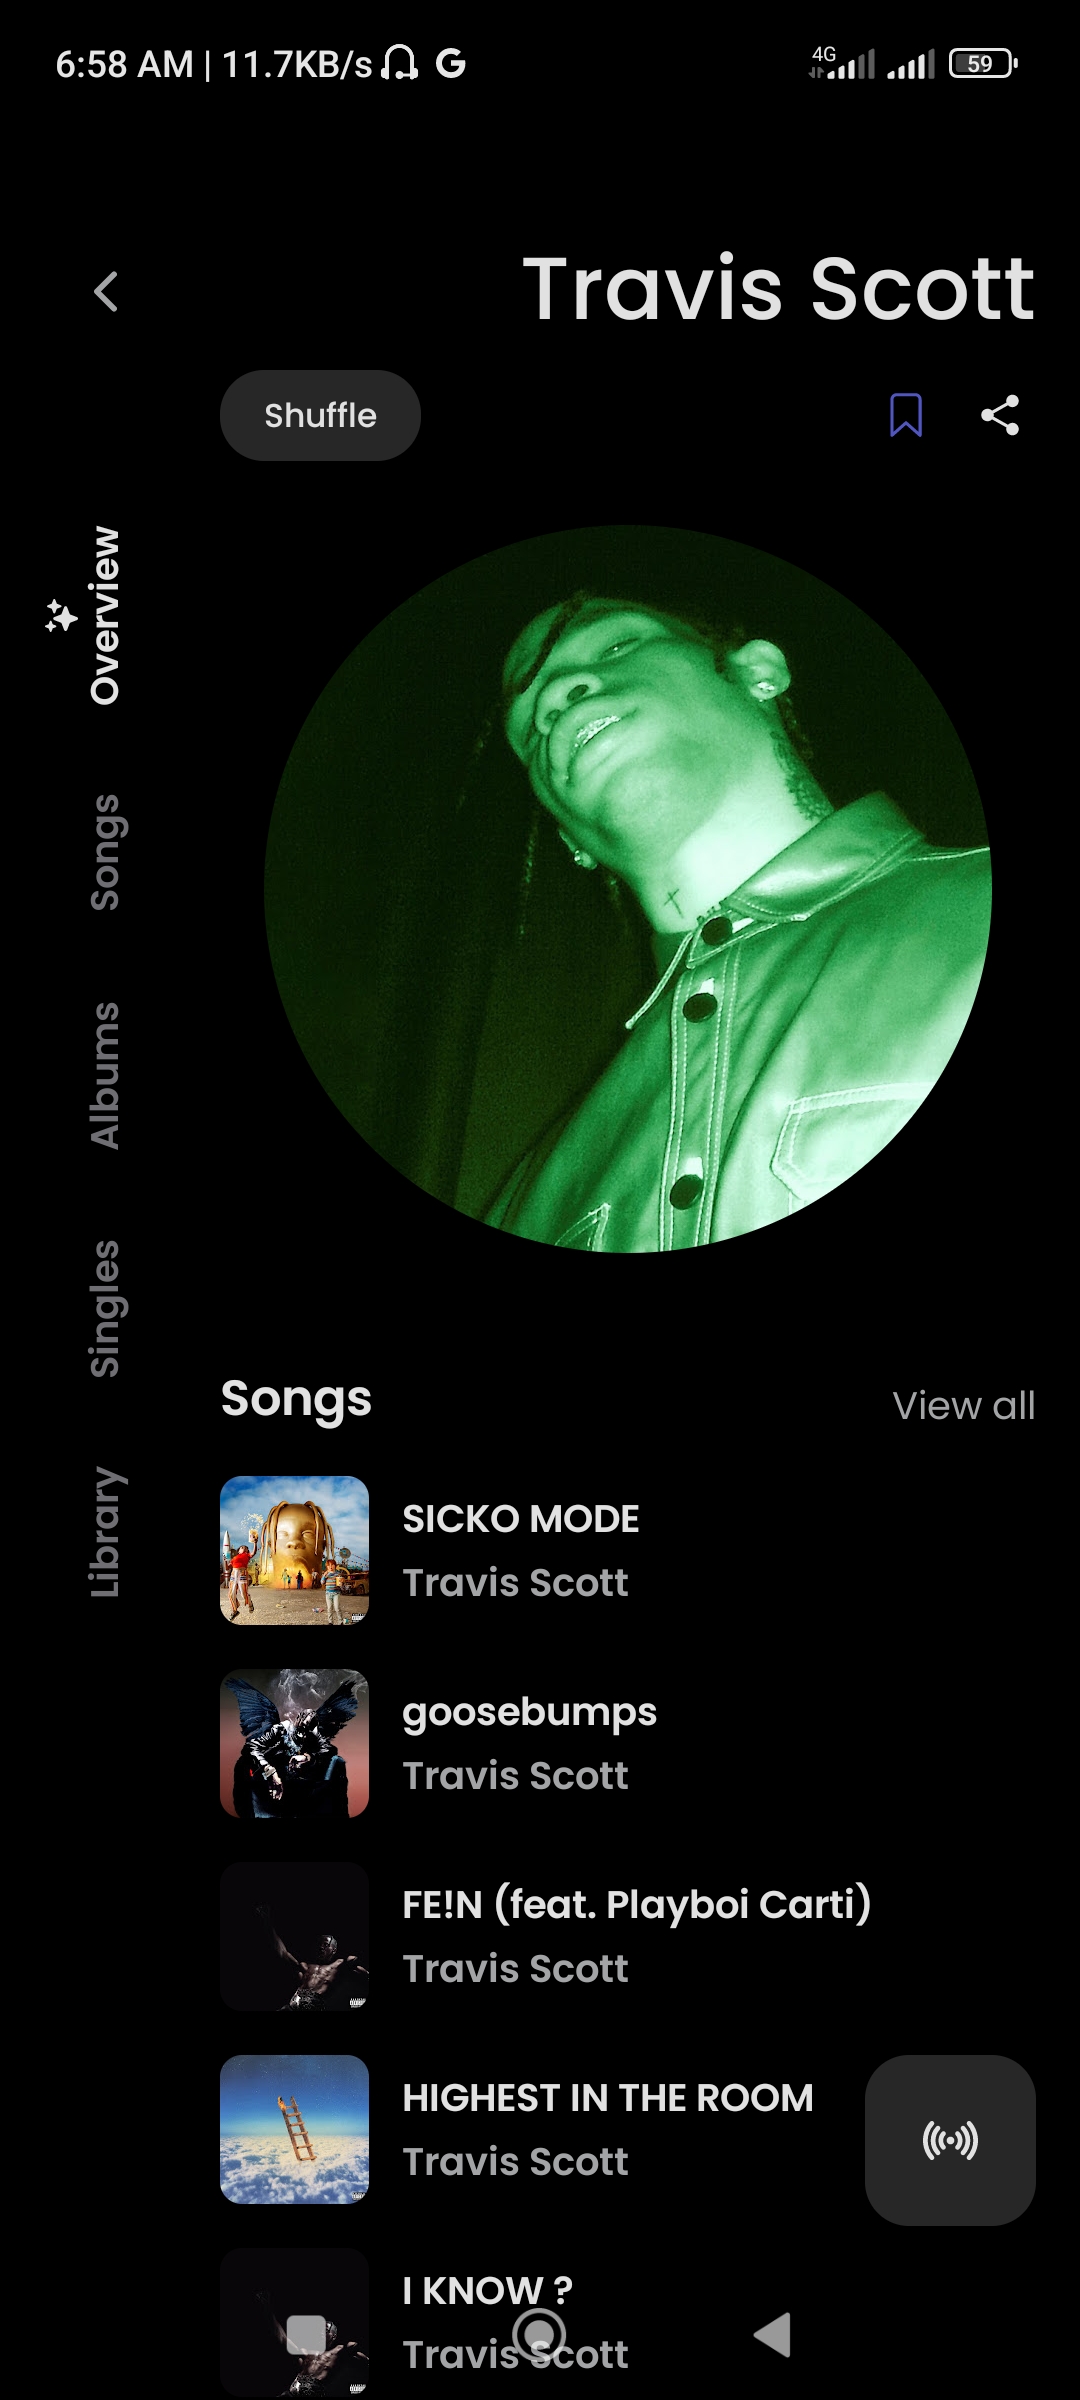 6:58 AM | 11.7KB/s G
4G
59
Travis Scott
Shuffle
Overview
Songs
Albums
Singles
Library
Songs
View all
SICKO MODE
Travis Scott
goosebumps
Travis Scott
FE!N (feat. Playboi Carti)
Travis Scott
HIGHEST IN THE ROOM
Travis Scott
I KNOW ?
Travis Scott